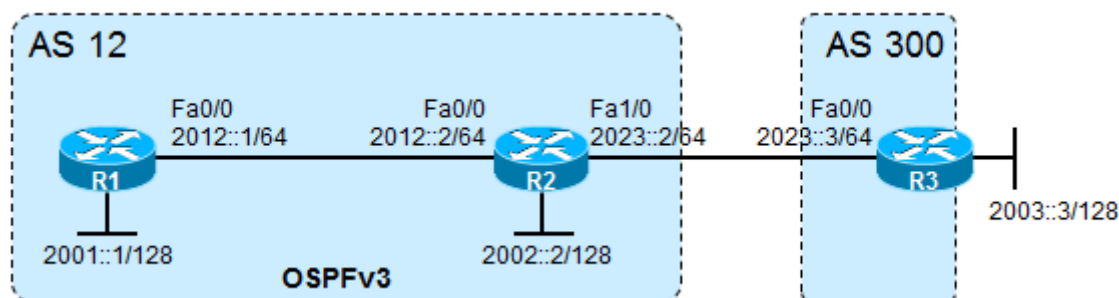 AS 12
AS 300
Fa0/0
2012::1/64
Fa0/0
2012::2/64
Fa1/0
2023::2/64
Fa0/0
2023::3/64
R1
R2
R3
2001::1/128
2002::2/128
2003::3/128
OSPFv3